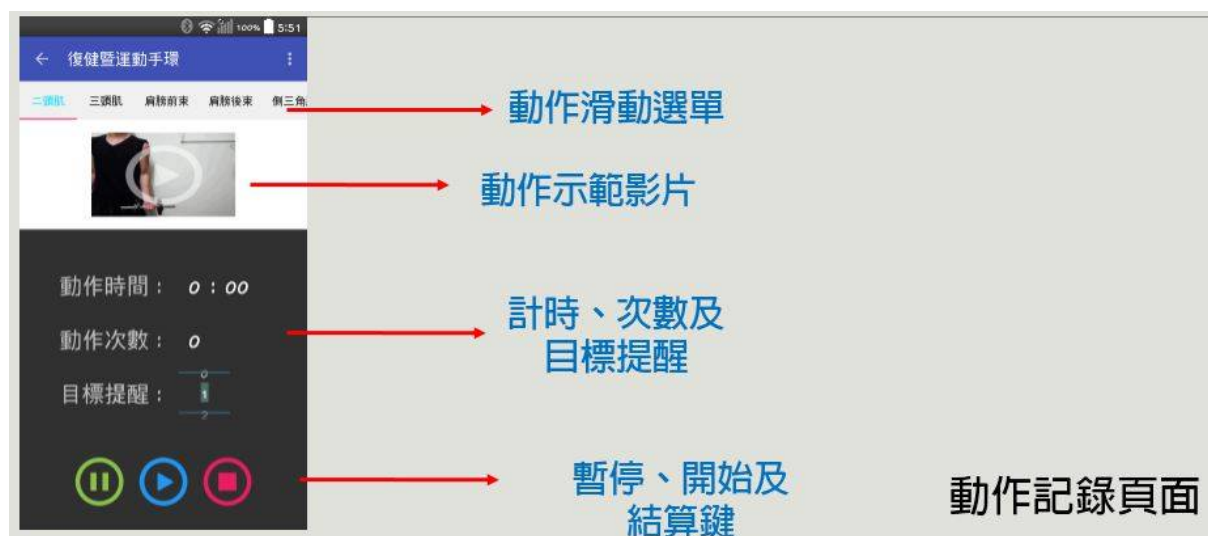 100% 5:51
復健暨運動手環
二頭肌 三頭肌 肩膀前束 肩膀後束 側三角
動作滑動選單
動作示範影片
動作時間： 0 : 00
動作次數： 0
目標提醒：
0
1
2
計時、次數及
目標提醒
暫停、開始及
結算鍵
動作記錄頁面